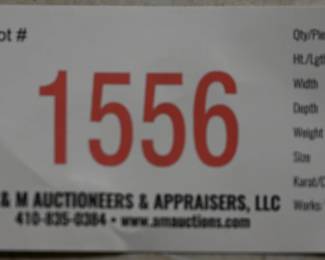 ot #
1556
& M AUCTIONEERS & APPRAISERS, LLC
410-835-0384 • www.amauctions.com
Qty/Pie
Ht./Lgt
Width
Depth
Weight
Size
Karat/C
Works